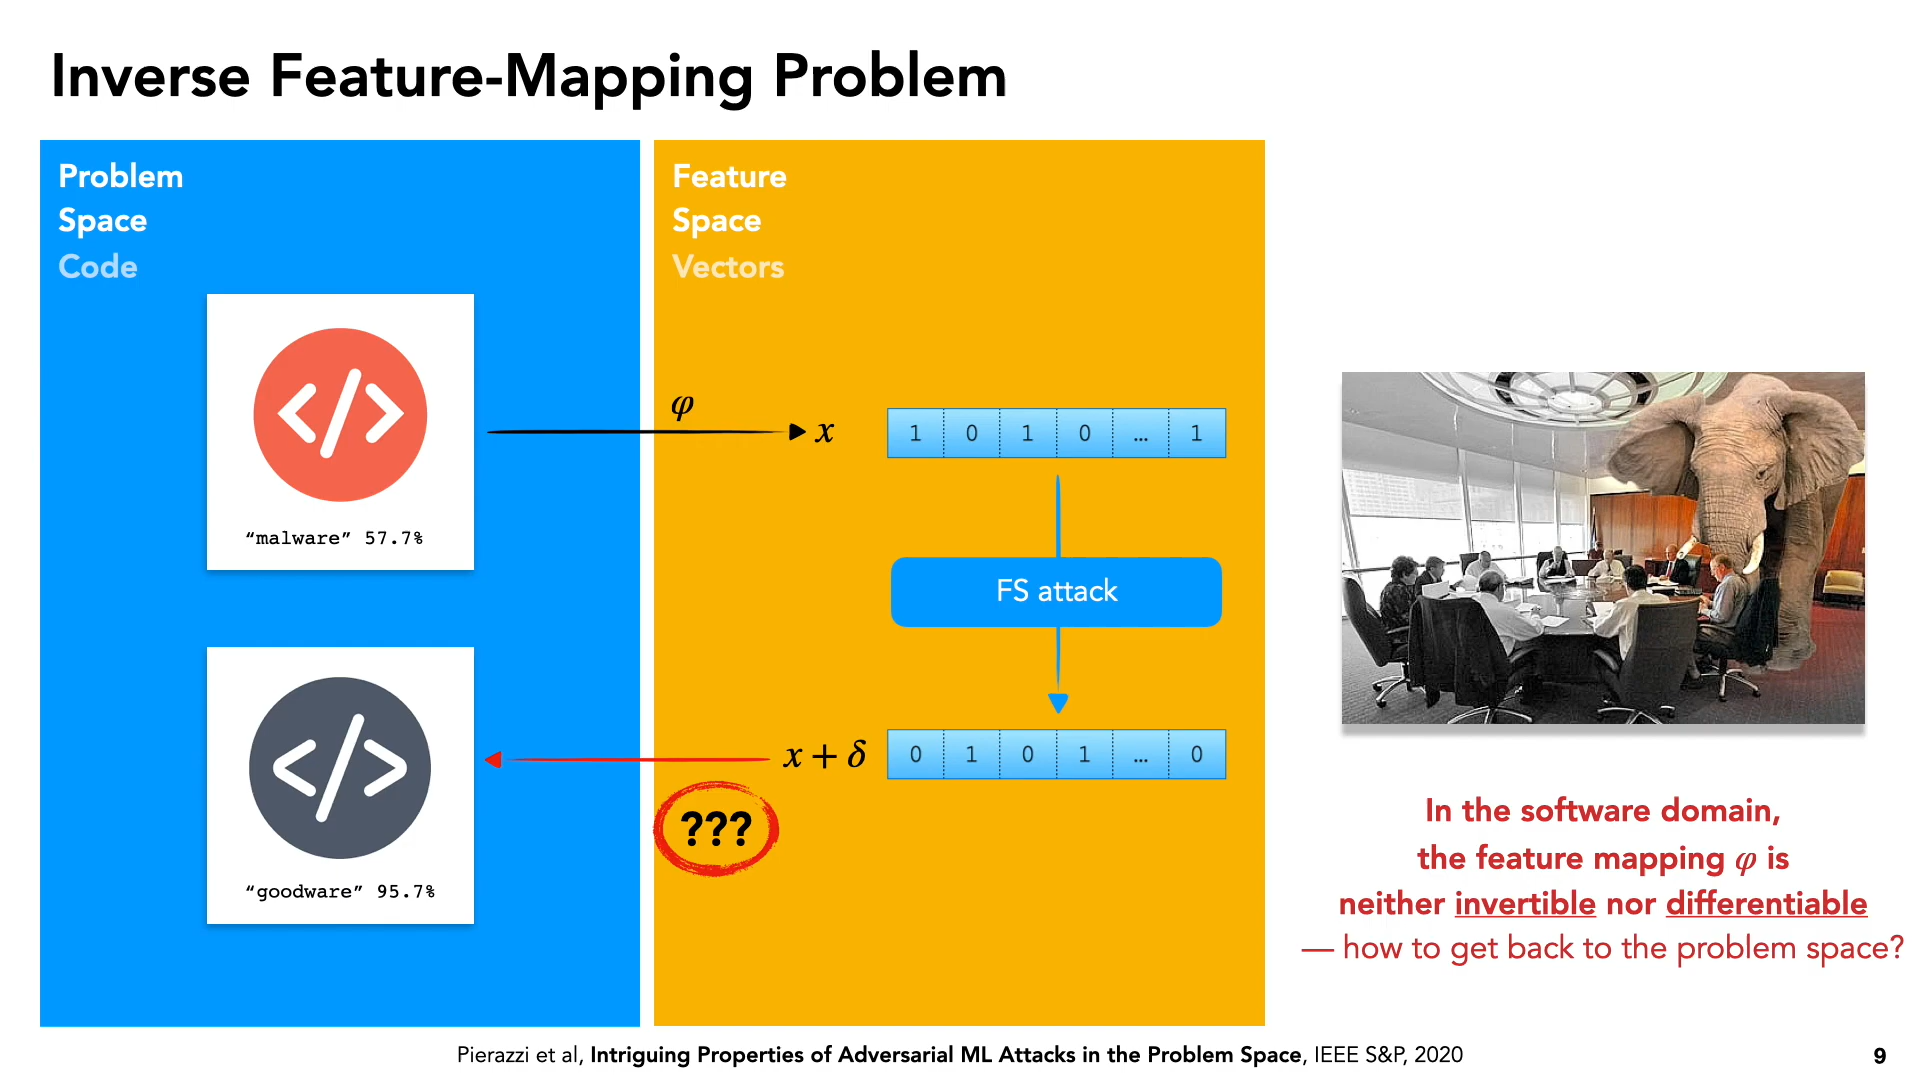 Inverse Feature-Mapping Problem
Problem
Space
Code
“malware” 57.7%
“goodware” 95.7%
Feature
Space
Vectors
φ
x
1 0 1 0 ... 1
FS attack
x + δ
0 1 0 1 ... 0
???
In the software domain,
the feature mapping φ is
neither invertible nor differentiable
— how to get back to the problem space?
Pierazzi et al, Intriguing Properties of Adversarial ML Attacks in the Problem Space, IEEE S&P, 2020
9